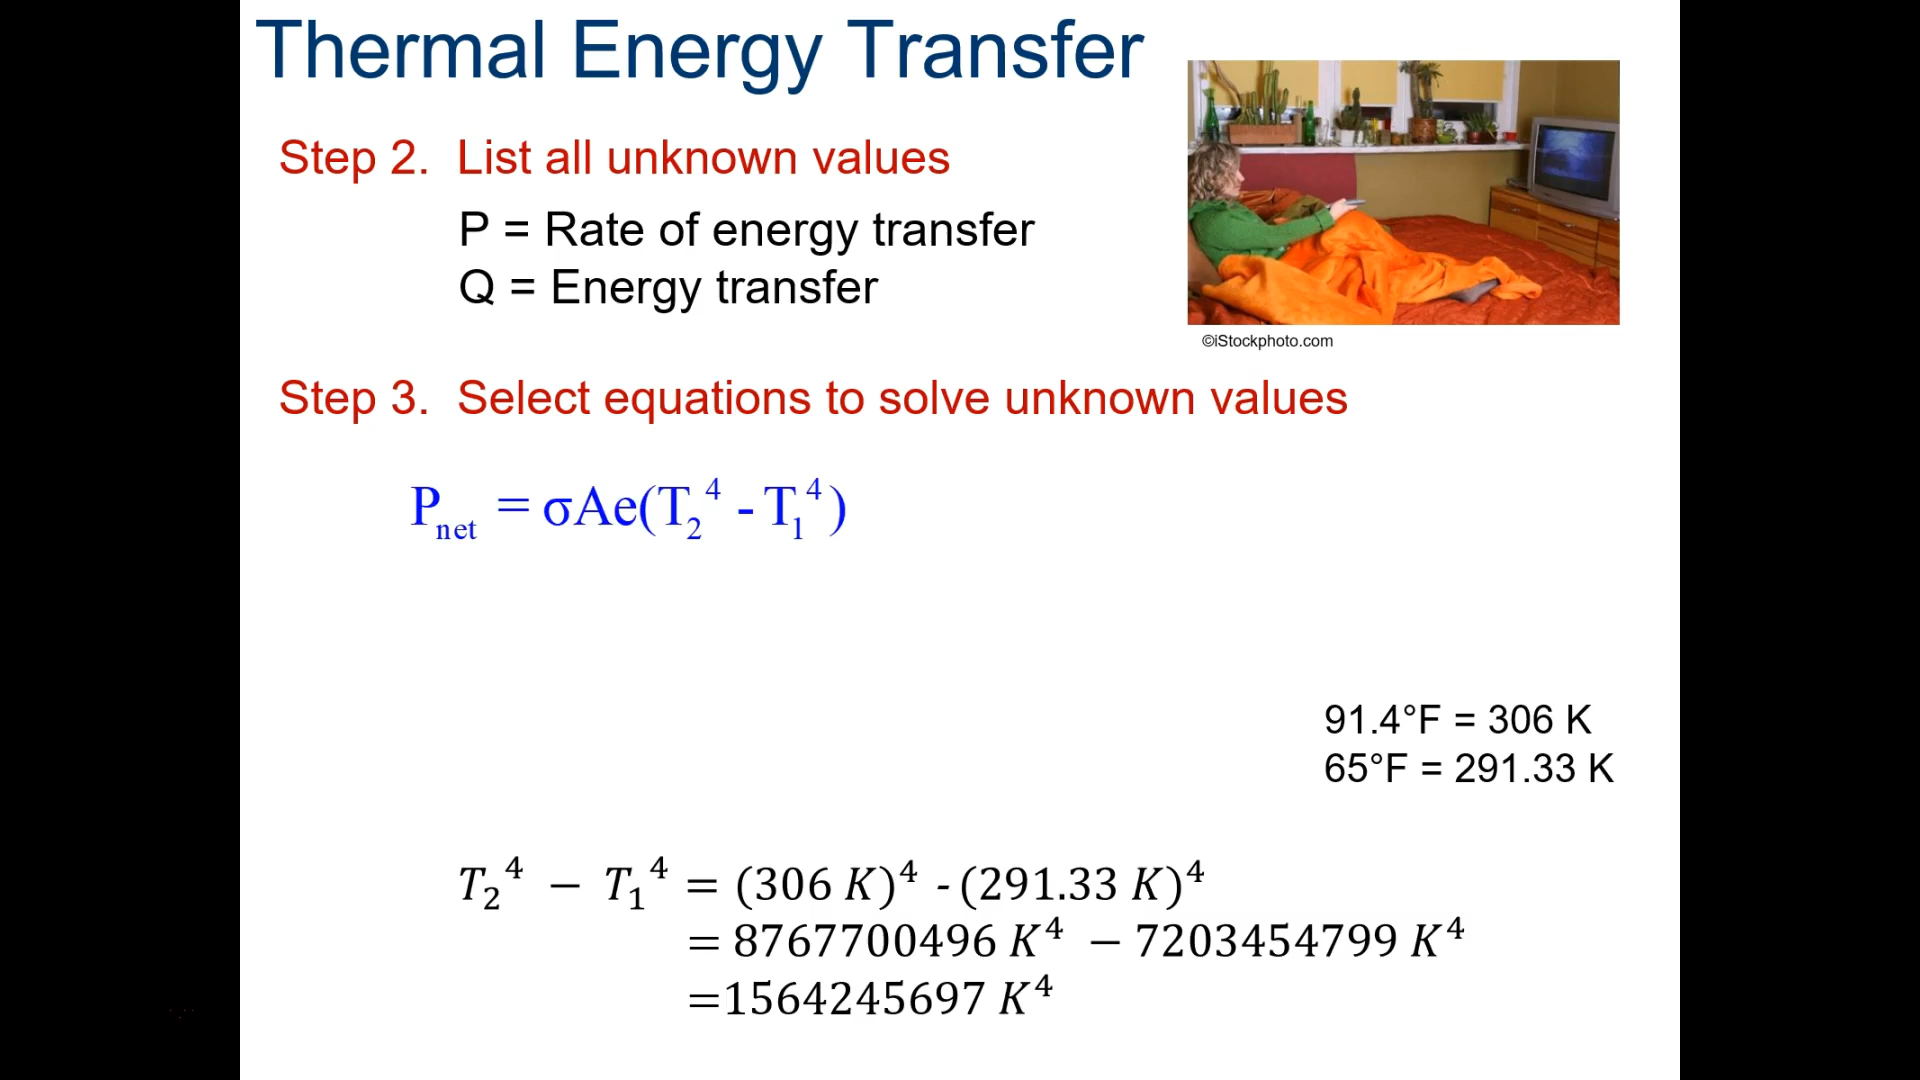 Thermal Energy Transfer
Step 2. List all unknown values
P = Rate of energy transfer
Q = Energy transfer
©iStockphoto.com
Step 3. Select equations to solve unknown values
P_net = σAe(T₂⁴ - T₁⁴)
91.4°F = 306 K
65°F = 291.33 K
T₂⁴ − T₁⁴ = (306 K)⁴ - (291.33 K)⁴
= 8767700496 K⁴ − 7203454799 K⁴
=1564245697 K⁴